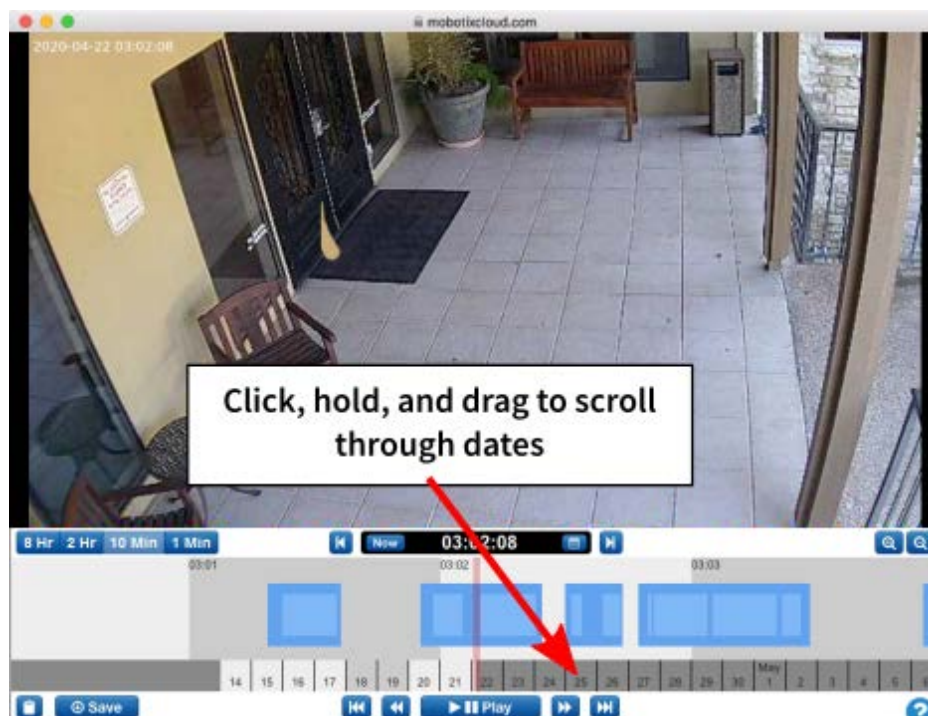 mobotixcloud.com
2020-04-22 03:02:08
Click, hold, and drag to scroll
through dates
8 Hr 2 Hr 10 Min 1 Min Now 03:02:08
03:01 03:02 03:03
May
14 15 16 17 18 19 20 21 22 23 24 25 26 27 28 29 30 1 2 3 4 5 6
Save Play ?